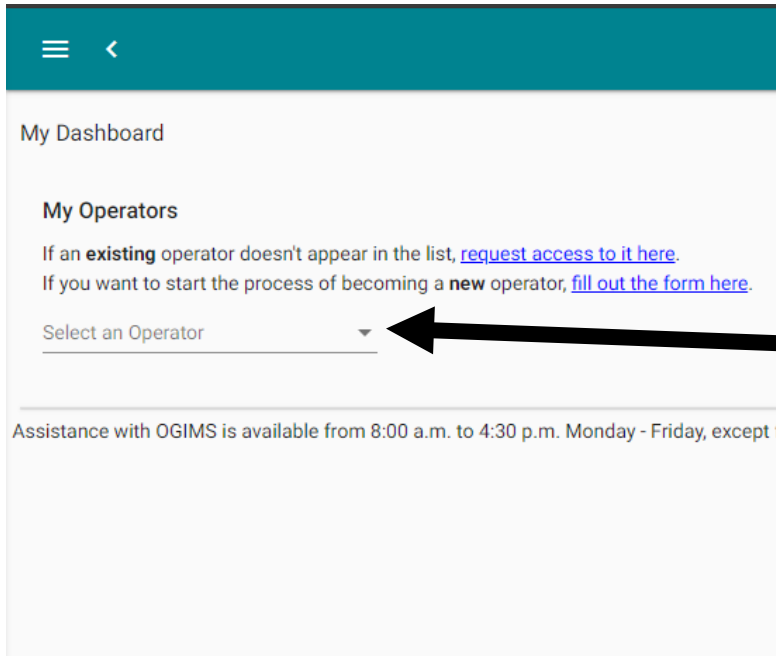 My Dashboard
My Operators
If an existing operator doesn't appear in the list, request access to it here.
If you want to start the process of becoming a new operator, fill out the form here.
Select an Operator
Assistance with OGIMS is available from 8:00 a.m. to 4:30 p.m. Monday - Friday, except